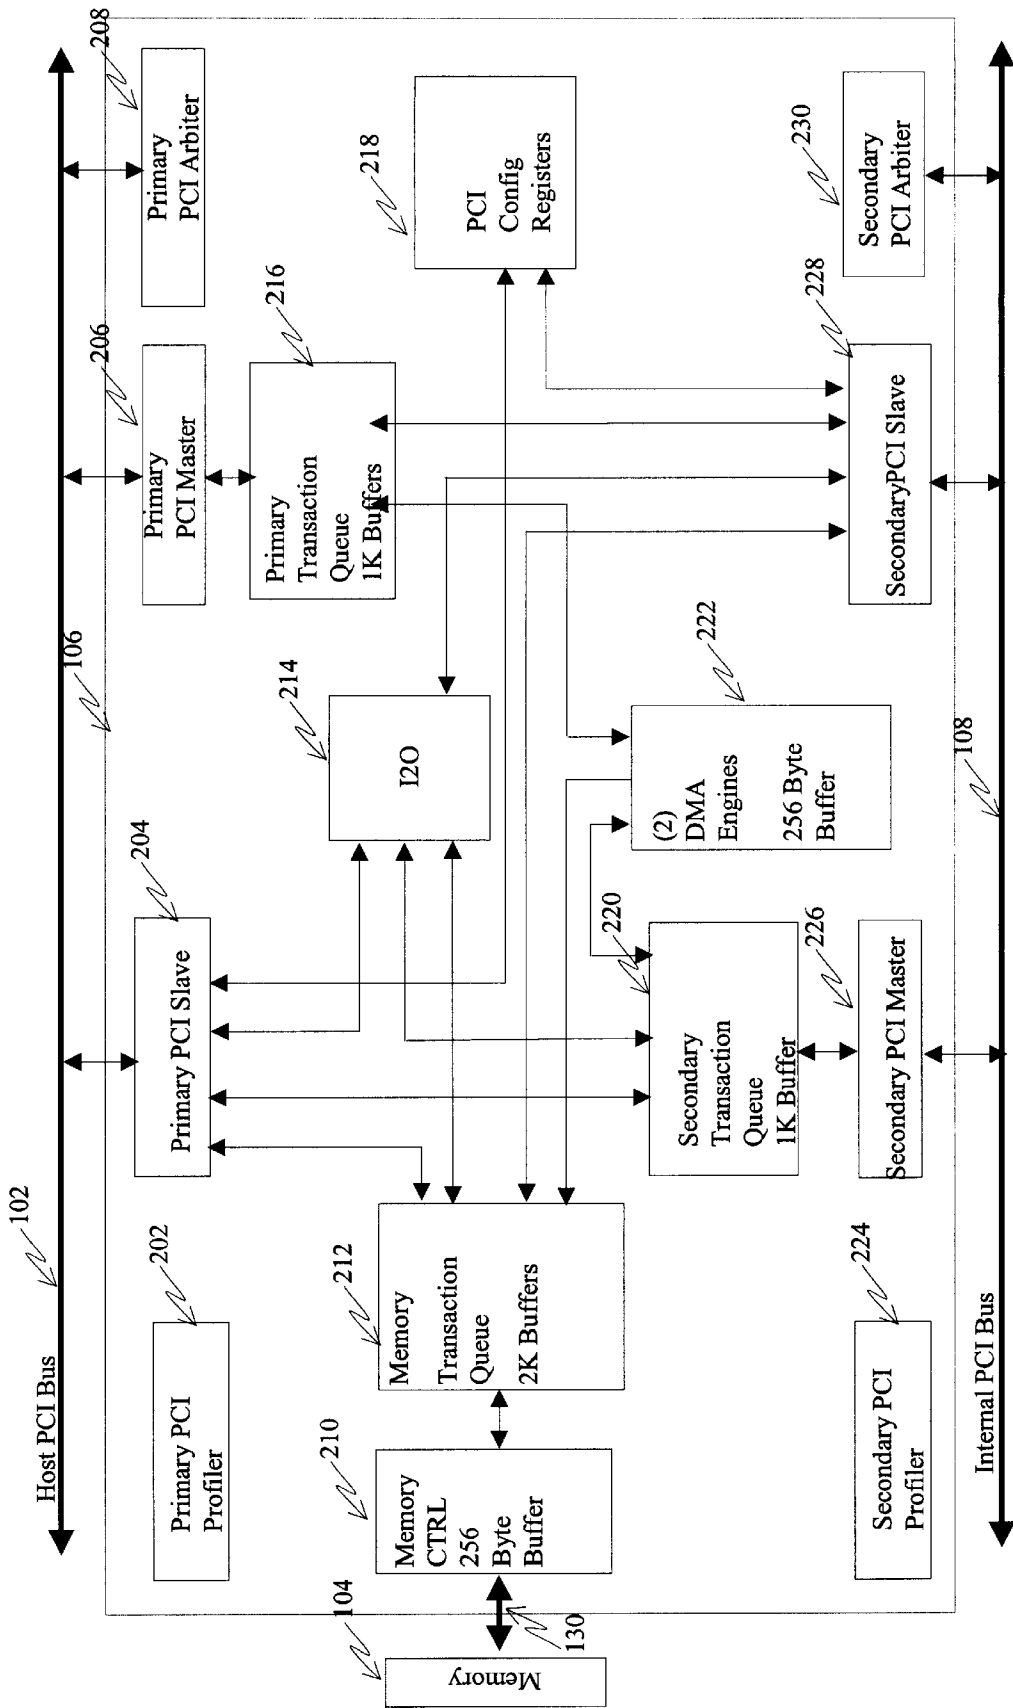 Host PCI Bus
102
106
Primary PCI
Profiler
202
Primary PCI Slave
204
Primary
PCI Master
206
Primary
PCI Arbiter
208
Memory
104
130
Memory
CTRL
256
Byte
Buffer
210
Memory
Transaction
Queue
2K Buffers
212
I2O
214
Primary
Transaction
Queue
1K Buffers
216
PCI
Config
Registers
218
Secondary
Transaction
Queue
1K Buffer
220
(2)
DMA
Engines
256 Byte
Buffer
222
Secondary PCI
Profiler
224
Secondary PCI Master
226
SecondaryPCI Slave
228
Secondary
PCI Arbiter
230
Internal PCI Bus
108